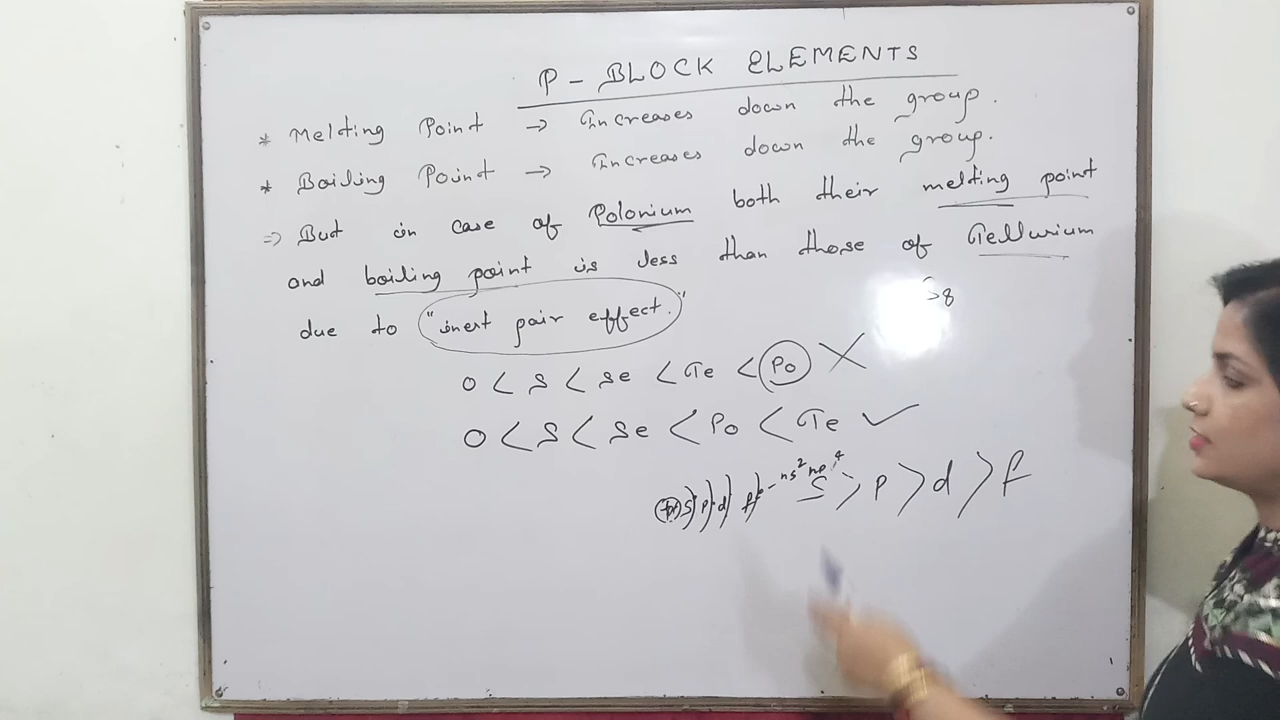 P - BLOCK ELEMENTS
* Melting Point → Increases down the group.
* Boiling Point → Increases down the group.
⇒ But in case of Polonium both their melting point
and boiling point is less than those of Tellurium
due to "inert pair effect."
S8
O < S < Se < Te < Po X
O < S < Se < Po < Te ✓
ns² np⁴
S > P > d > f